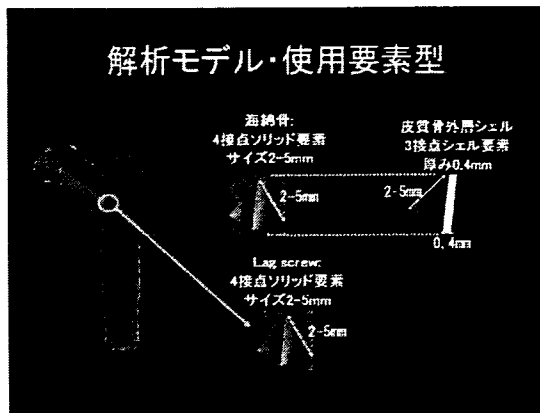 解析モデル・使用要素型
海綿骨:
4接点ソリッド要素
サイズ2-5mm
2-5mm
皮質骨外層シェル
3接点シェル要素
厚み0.4mm
2-5mm
0.4mm
Lag screw:
4接点ソリッド要素
サイズ2-5mm
2-5mm